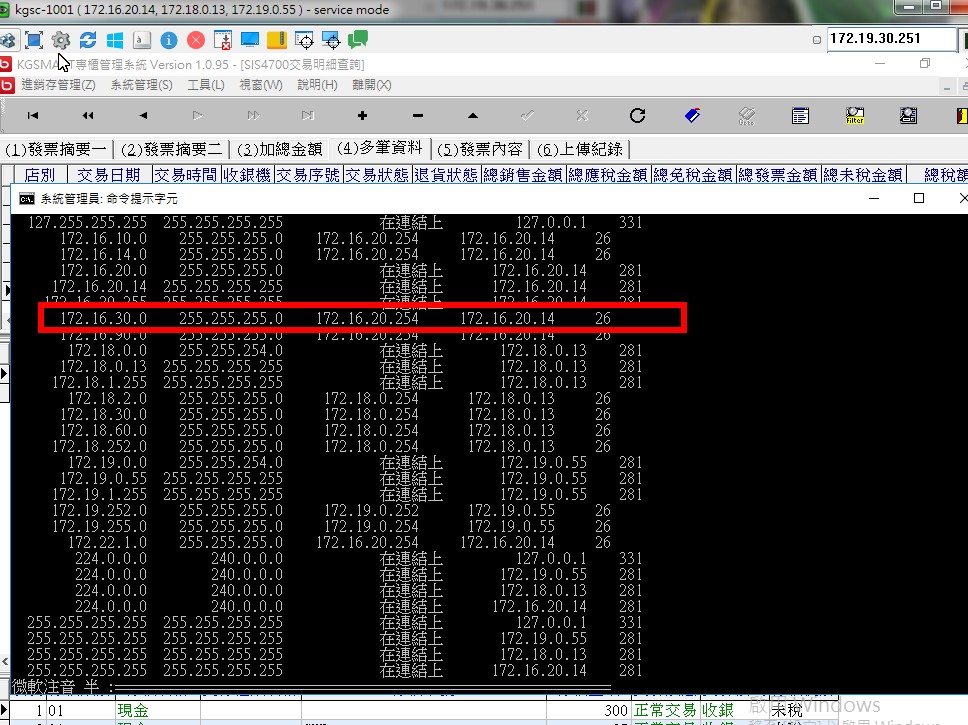 kgsc-1001 ( 172.16.20.14, 172.18.0.13, 172.19.0.55 ) - service mode
172.19.30.251
KGSMART專櫃管理系統 Version 1.0.95 - [SIS4700交易明細查詢]
進銷存管理(Z) 系統管理(S) 工具(L) 視窗(W) 說明(H) 離開(X)
Filter
(1)發票摘要一 (2)發票摘要二 (3)加總金額 (4)多筆資料 (5)發票內容 (6)上傳紀錄
店別 交易日期 交易時間 收銀機 交易序號 交易狀態 退貨狀態 總銷售金額 總應稅金額 總免稅金額 總發票金額 總未稅金額 總稅額
系統管理員: 命令提示字元
127.255.255.255 255.255.255.255 在連結上 127.0.0.1 331
172.16.10.0 255.255.255.0 172.16.20.254 172.16.20.14 26
172.16.14.0 255.255.255.0 172.16.20.254 172.16.20.14 26
172.16.20.0 255.255.255.0 在連結上 172.16.20.14 281
172.16.20.14 255.255.255.255 在連結上 172.16.20.14 281
172.16.20.255 255.255.255.255 在連結上 172.16.20.14 281
172.16.30.0 255.255.255.0 172.16.20.254 172.16.20.14 26
172.16.90.0 255.255.255.0 172.16.20.254 172.16.20.14 26
172.18.0.0 255.255.254.0 在連結上 172.18.0.13 281
172.18.0.13 255.255.255.255 在連結上 172.18.0.13 281
172.18.1.255 255.255.255.255 在連結上 172.18.0.13 281
172.18.2.0 255.255.255.0 172.18.0.254 172.18.0.13 26
172.18.30.0 255.255.255.0 172.18.0.254 172.18.0.13 26
172.18.60.0 255.255.255.0 172.18.0.254 172.18.0.13 26
172.18.252.0 255.255.255.0 172.18.0.254 172.18.0.13 26
172.19.0.0 255.255.254.0 在連結上 172.19.0.55 281
172.19.0.55 255.255.255.255 在連結上 172.19.0.55 281
172.19.1.255 255.255.255.255 在連結上 172.19.0.55 281
172.19.252.0 255.255.255.0 172.19.0.252 172.19.0.55 26
172.19.255.0 255.255.255.0 172.19.0.254 172.19.0.55 26
172.22.1.0 255.255.255.0 172.16.20.254 172.16.20.14 26
224.0.0.0 240.0.0.0 在連結上 127.0.0.1 331
224.0.0.0 240.0.0.0 在連結上 172.19.0.55 281
224.0.0.0 240.0.0.0 在連結上 172.18.0.13 281
224.0.0.0 240.0.0.0 在連結上 172.16.20.14 281
255.255.255.255 255.255.255.255 在連結上 127.0.0.1 331
255.255.255.255 255.255.255.255 在連結上 172.19.0.55 281
255.255.255.255 255.255.255.255 在連結上 172.18.0.13 281
255.255.255.255 255.255.255.255 在連結上 172.16.20.14 281
微軟注音 半 :
啟用 Windows
1 01 現金 300 正常交易 收銀 未稅